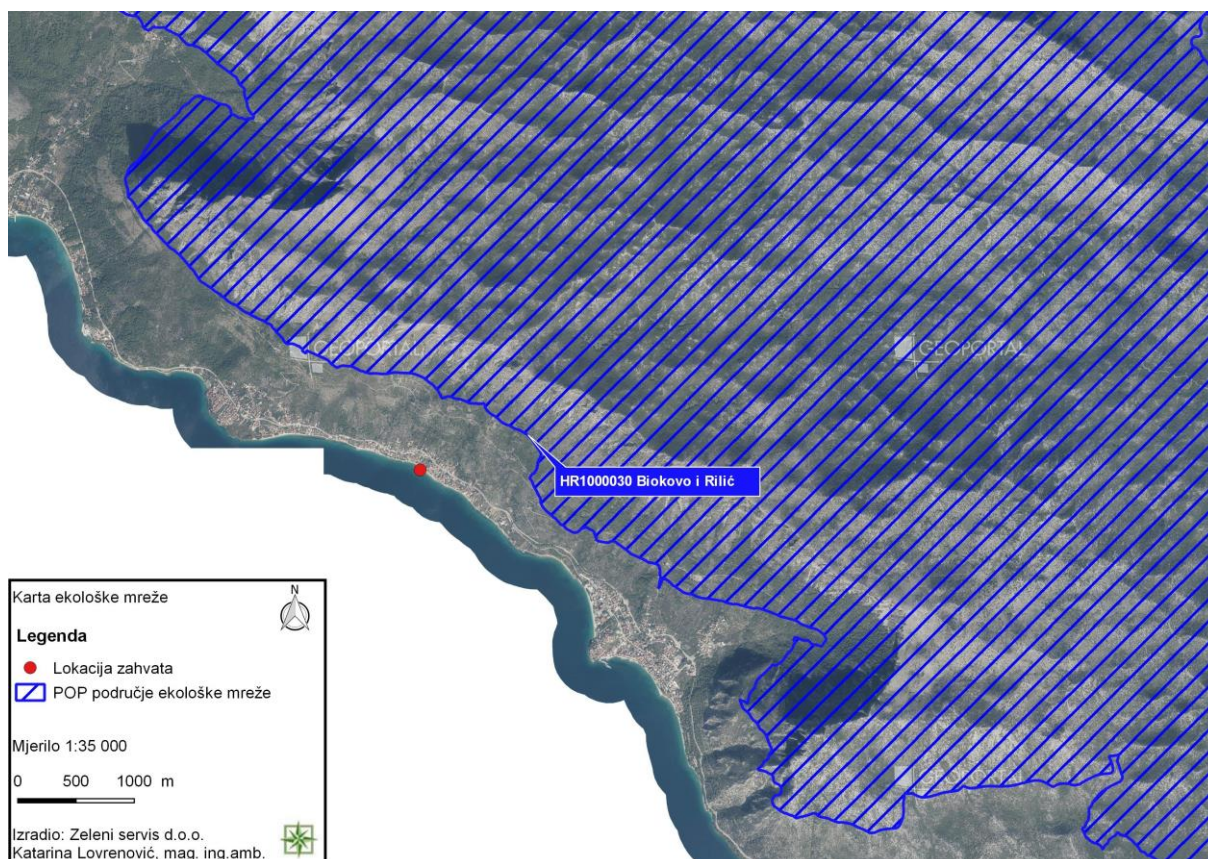 GEOPORTAL
GEOPORTAL
HR1000030 Biokovo i Rilić
GEOPORTAL
Karta ekološke mreže
N
Legenda
Lokacija zahvata
POP područje ekološke mreže
Mjerilo 1:35 000
0 500 1000 m
Izradio: Zeleni servis d.o.o.
Katarina Lovrenović, mag. ing.amb.